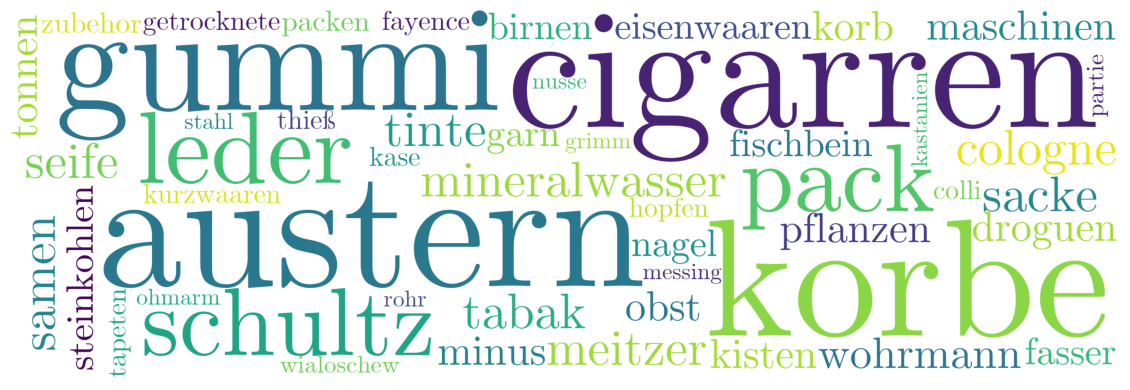 zubehor getrocknete packen fayence birnen eisenwaaren korb maschinen
tonnen gummi cigarren partie
nusse
stahl thieß tinte garn grimm fischbein kastanien cologne
seife leder kase
kurzwaaren mineralwasser pack colli sacke
samen steinkohlen austern hopfen nagel pflanzen droguen
messing korbe
tapeten ohmarm schultz rohr tabak obst
wialoschew minus meitzer kisten wohrmann fasser